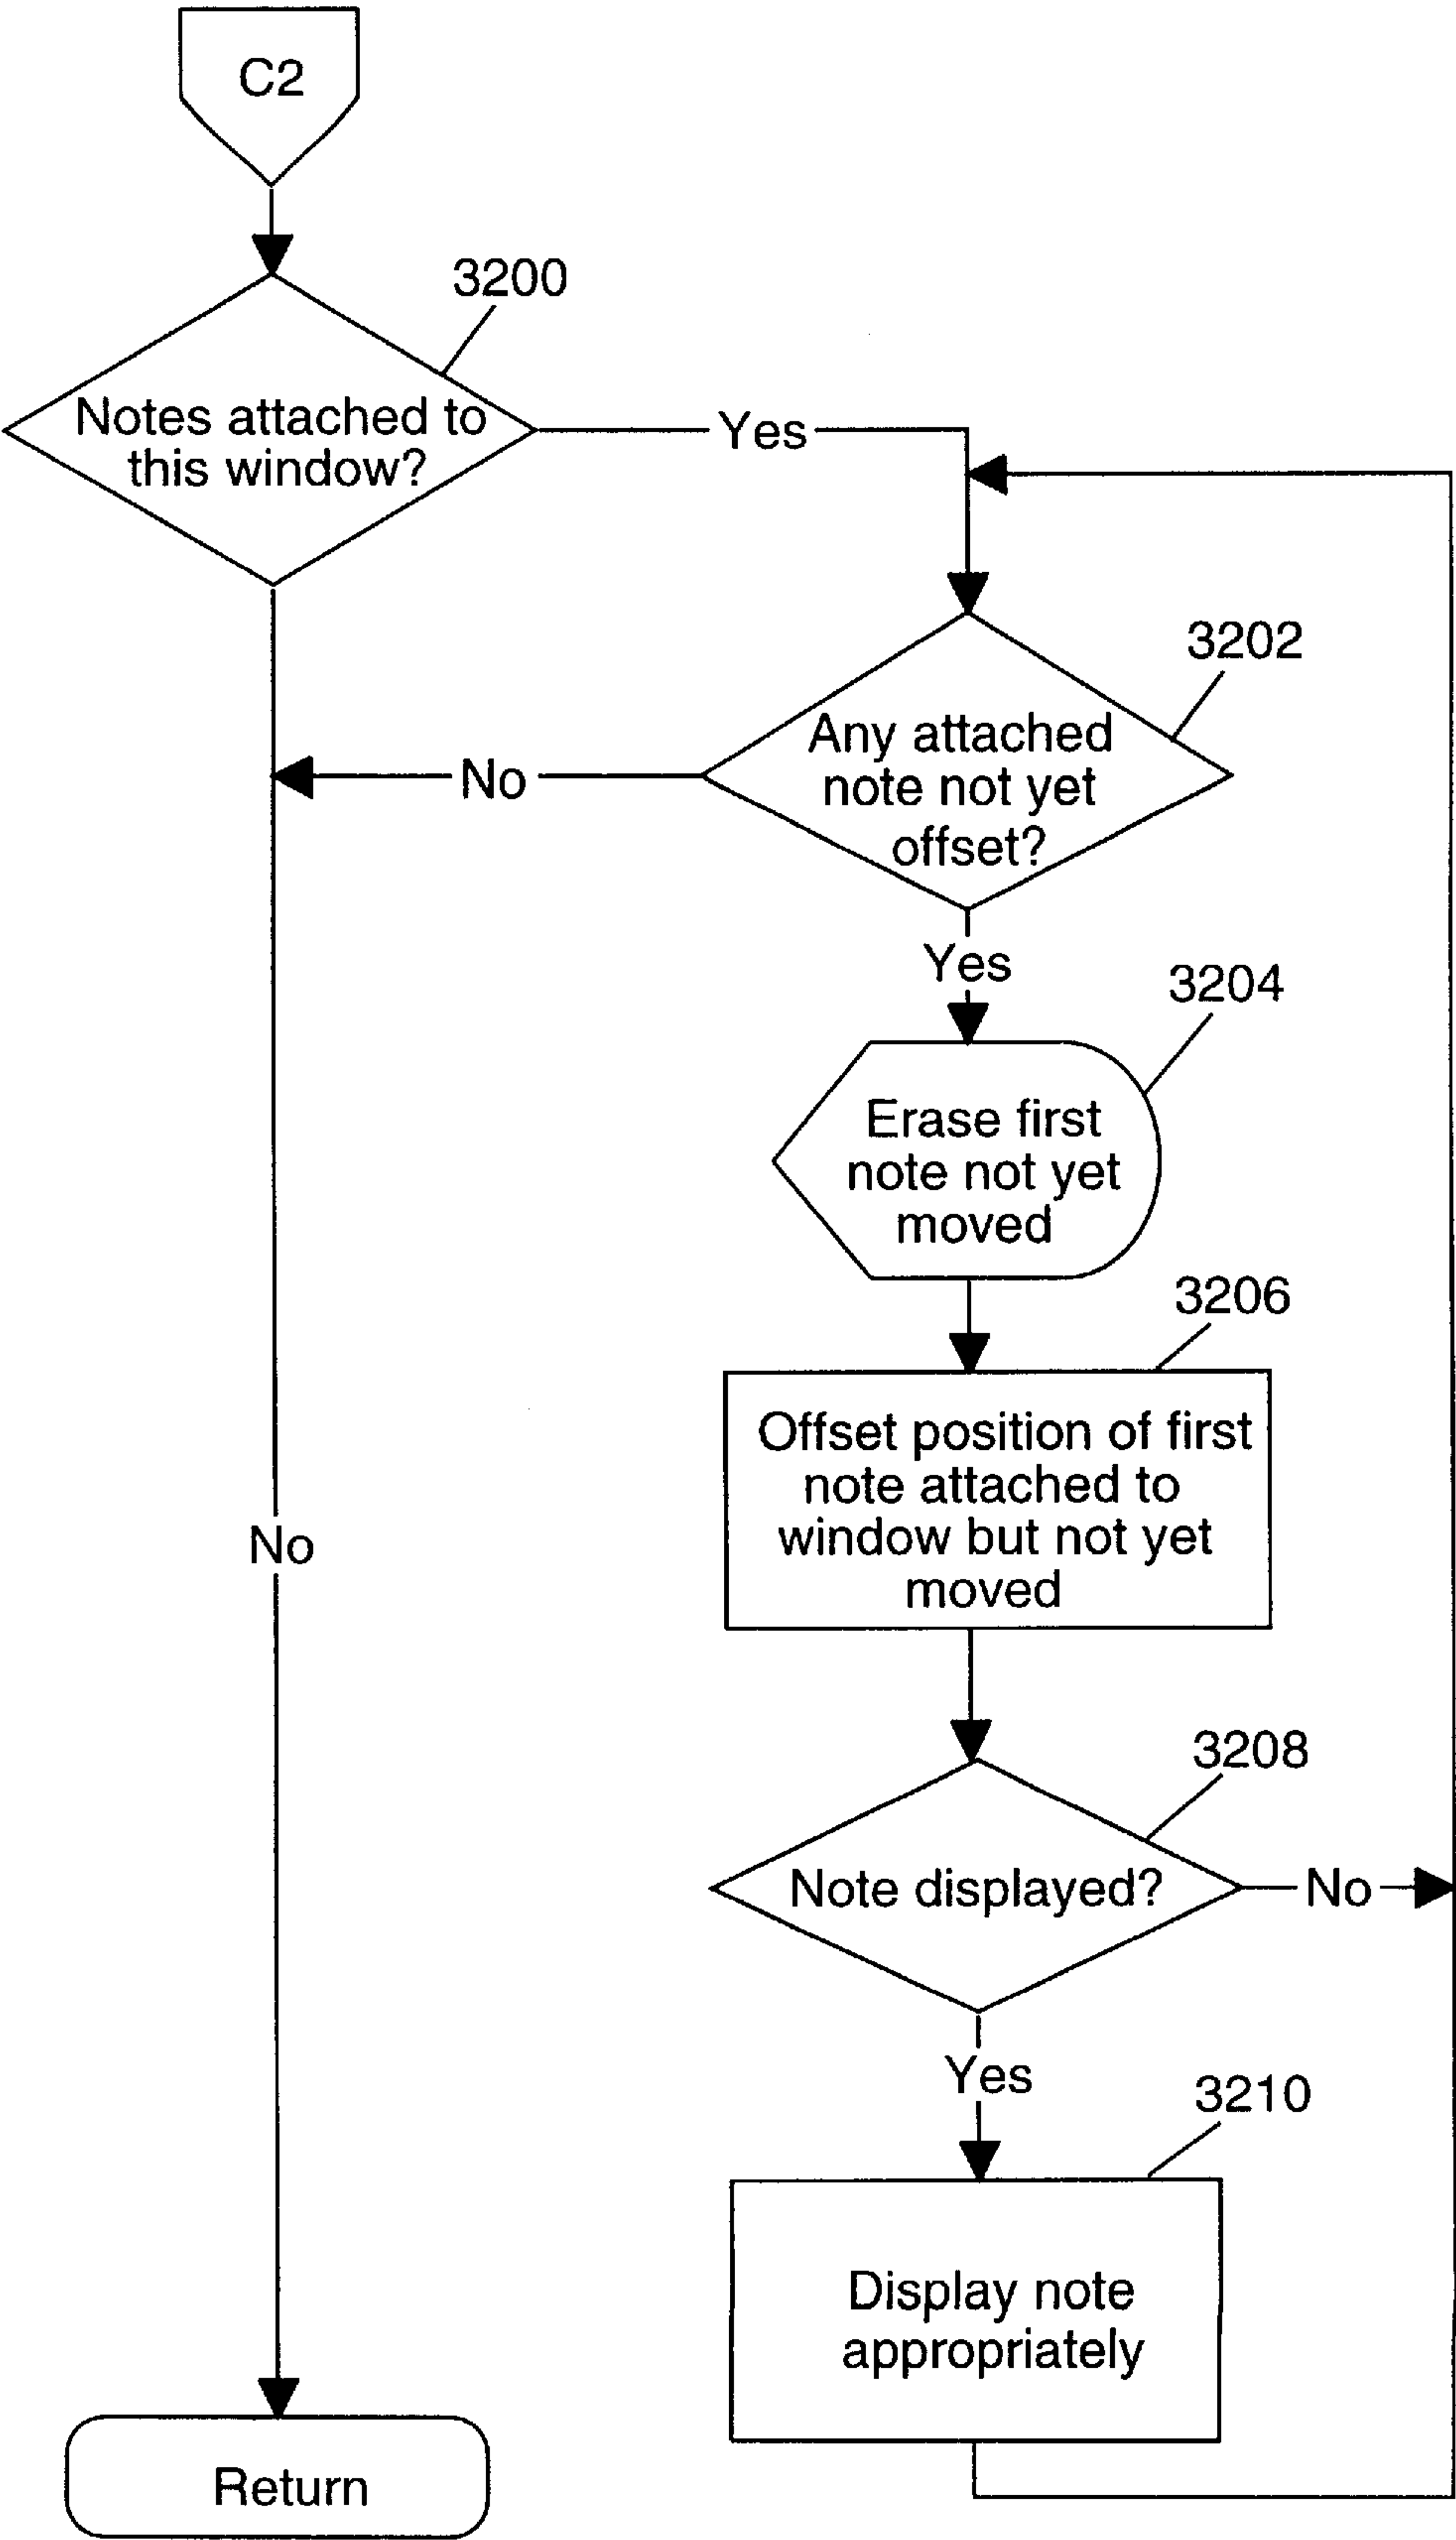 C2
3200
Notes attached to
this window?
Yes
3202
Any attached
note not yet
offset?
No
Yes
3204
Erase first
note not yet
moved
3206
Offset position of first
note attached to
window but not yet
moved
No
3208
Note displayed?
No
Yes
3210
Display note
appropriately
Return